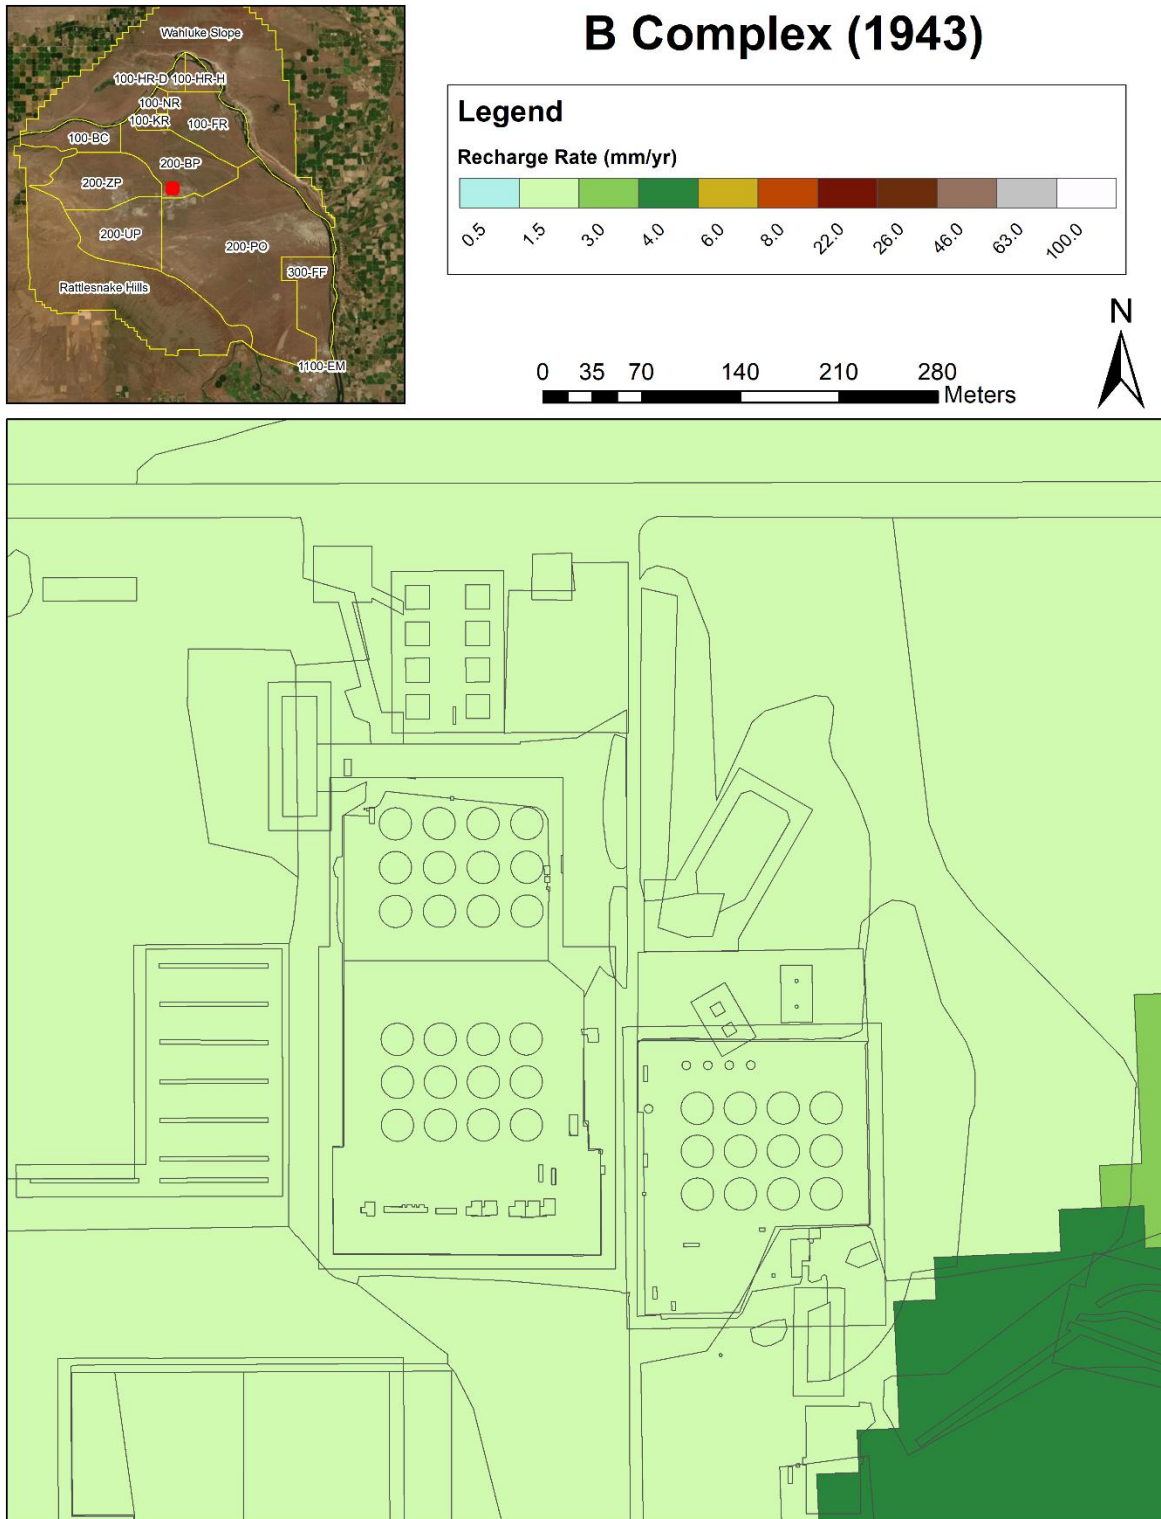 B Complex (1943)
Wahluke Slope
100-HR-D
100-HR-H
100-NR
100-KR
100-FR
100-BC
200-BP
200-ZP
200-UP
200-PO
300-FF
Rattlesnake Hills
1100-EM
Legend
Recharge Rate (mm/yr)
0.5 1.5 3.0 4.0 6.0 8.0 22.0 26.0 46.0 63.0 100.0
N
0 35 70 140 210 280
Meters